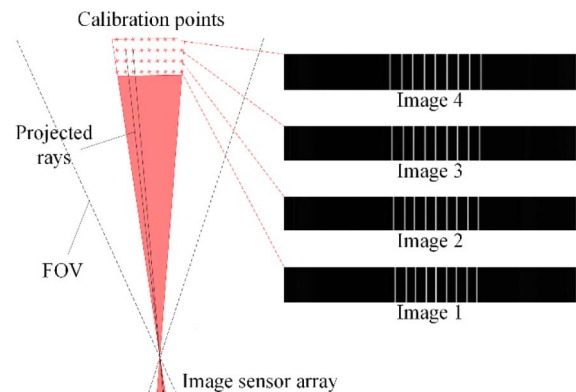 Calibration points
Image 4
Projected
rays
Image 3
Image 2
FOV
Image 1
Image sensor array